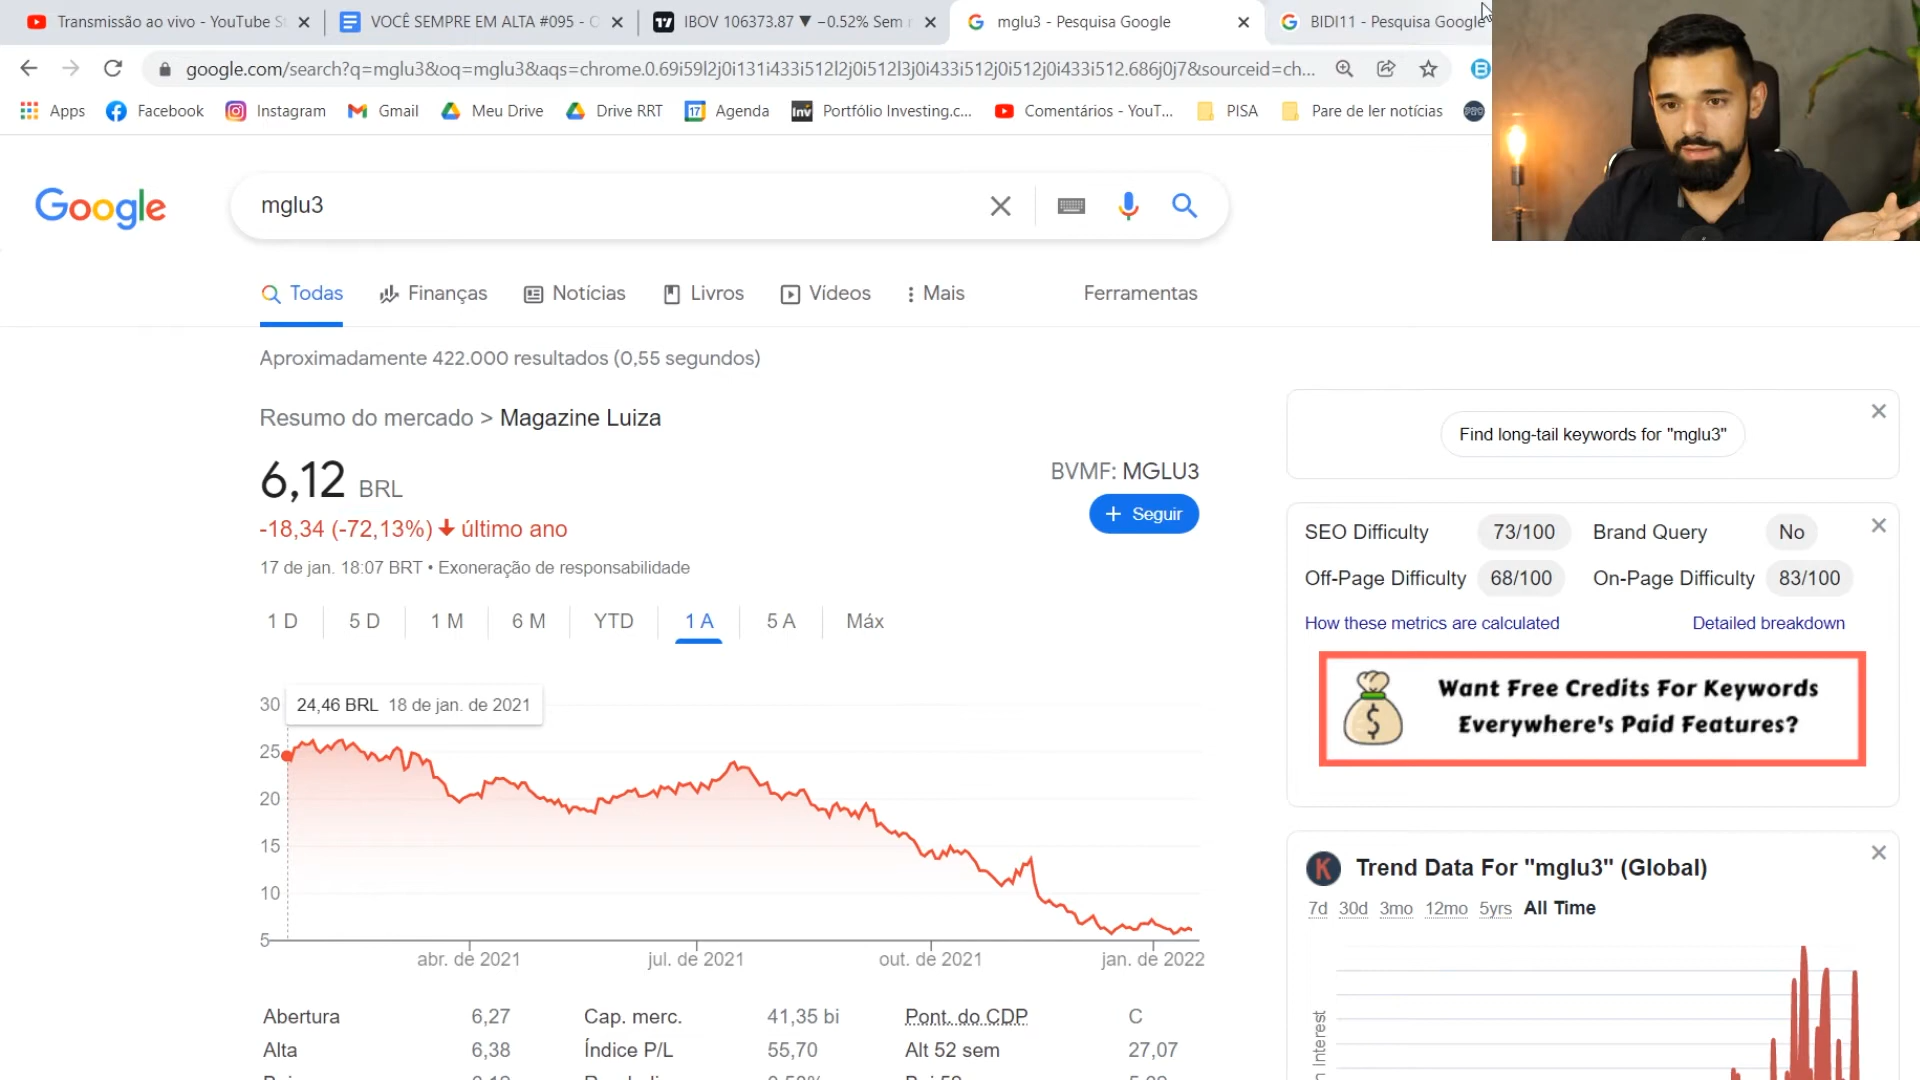 Transmissão ao vivo - YouTube S
VOCÊ SEMPRE EM ALTA #095 -
IBOV 106373.87 ▼ −0.52% Sem
mglu3 - Pesquisa Google
BIDI11 - Pesquisa Google
google.com/search?q=mglu3&oq=mglu3&aqs=chrome.0.69i59l2j0i131i433i512l2j0i512l3j0i433i512j0i512j0i433i512.686j0j7&sourceid=ch...
Apps
Facebook
Instagram
Gmail
Meu Drive
Drive RRT
17
Agenda
Inv
Portfólio Investing.c...
Comentários - YouT...
PISA
Pare de ler notícias
Google
mglu3
Todas
Finanças
Notícias
Livros
Vídeos
Mais
Ferramentas
Aproximadamente 422.000 resultados (0,55 segundos)
Resumo do mercado > Magazine Luiza
6,12 BRL
BVMF: MGLU3
+ Seguir
-18,34 (-72,13%) ↓ último ano
17 de jan. 18:07 BRT • Exoneração de responsabilidade
1 D
5 D
1 M
6 M
YTD
1 A
5 A
Máx
24,46 BRL 18 de jan. de 2021
30
25
20
15
10
5
abr. de 2021
jul. de 2021
out. de 2021
jan. de 2022
Abertura 6,27
Cap. merc. 41,35 bi
Pont. do CDP C
Alta 6,38
Índice P/L 55,70
Alt 52 sem 27,07
Find long-tail keywords for "mglu3"
SEO Difficulty 73/100
Brand Query No
Off-Page Difficulty 68/100
On-Page Difficulty 83/100
How these metrics are calculated
Detailed breakdown
Want Free Credits For Keywords
Everywhere's Paid Features?
K
Trend Data For "mglu3" (Global)
7d 30d 3mo 12mo 5yrs All Time
Interest